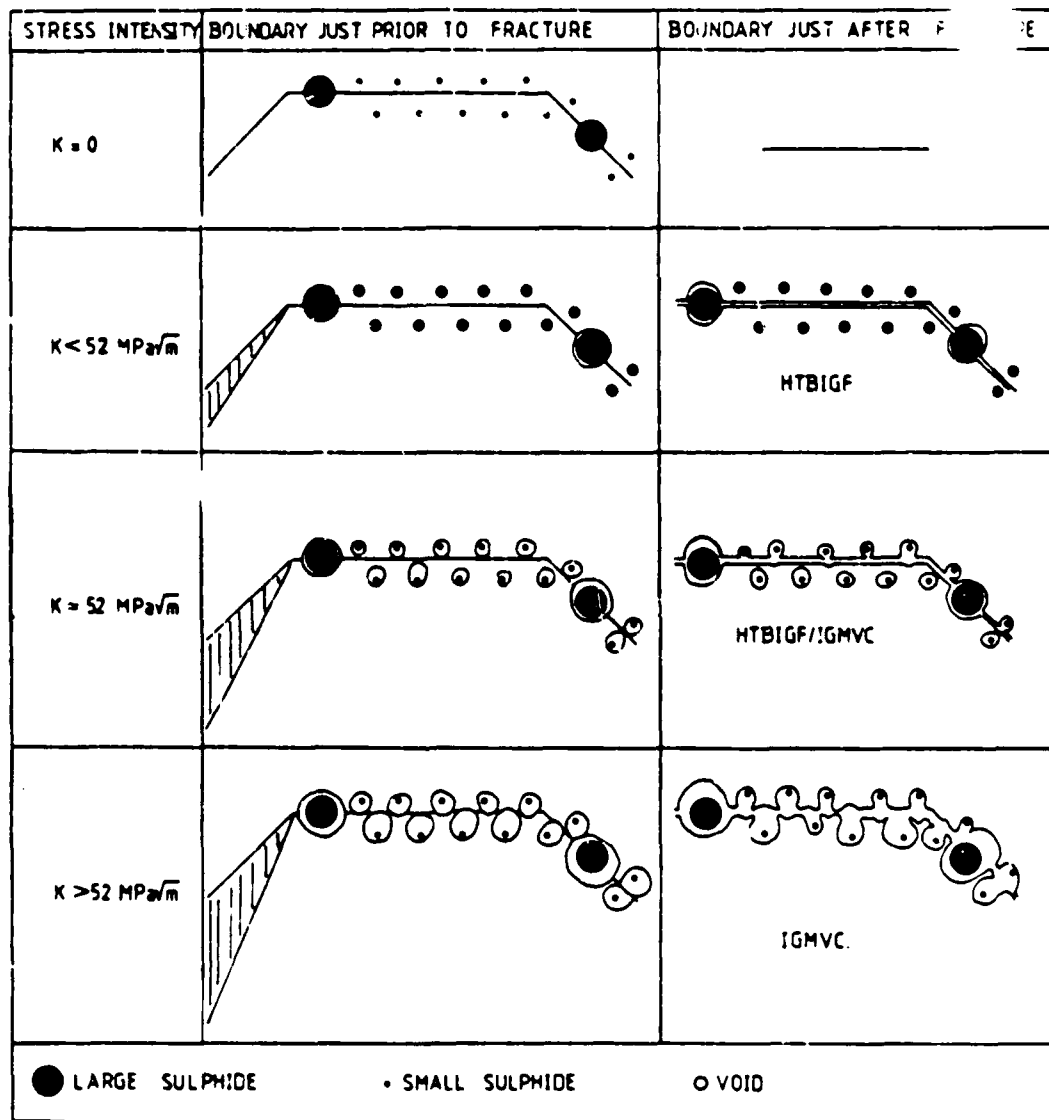 STRESS INTENSITY BOUNDARY JUST PRIOR TO FRACTURE BOUNDARY JUST AFTER F E
K = 0
K < 52 MPa√m
HTBIGF
K = 52 MPa√m
HTBIGF/IGMVC
K > 52 MPa√m
IGMVC.
LARGE SULPHIDE SMALL SULPHIDE VOID